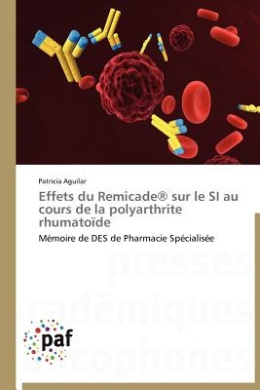 Patricia Aguilar
Effets du Remicade® sur le SI au
cours de la polyarthrite
rhumatoïde
Mémoire de DES de Pharmacie Spécialisée
presses
académiques
francophones
paf